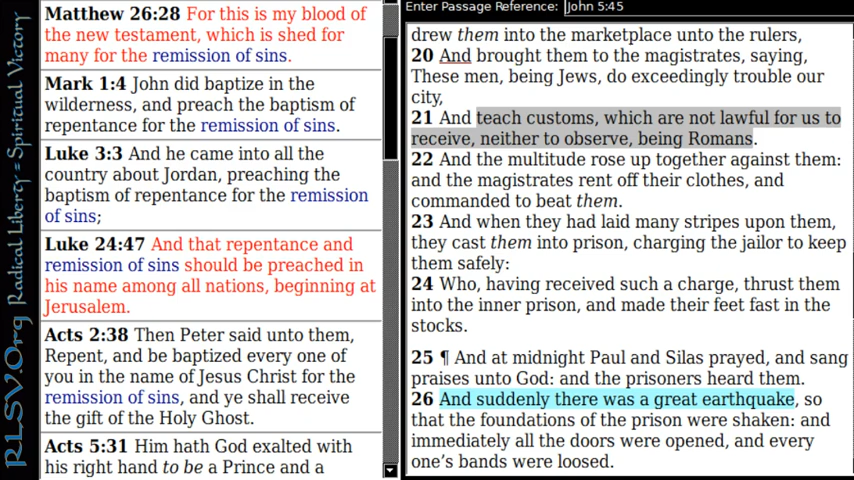 RLSVOrg Radical Liberty = Spiritual Victory
Matthew 26:28 For this is my blood of
the new testament, which is shed for
many for the remission of sins.
Mark 1:4 John did baptize in the
wilderness, and preach the baptism of
repentance for the remission of sins.
Luke 3:3 And he came into all the
country about Jordan, preaching the
baptism of repentance for the remission
of sins;
Luke 24:47 And that repentance and
remission of sins should be preached in
his name among all nations, beginning at
Jerusalem.
Acts 2:38 Then Peter said unto them,
Repent, and be baptized every one of
you in the name of Jesus Christ for the
remission of sins, and ye shall receive
the gift of the Holy Ghost.
Acts 5:31 Him hath God exalted with
his right hand to be a Prince and a
Enter Passage Reference: John 5:45
drew them into the marketplace unto the rulers,
20 And brought them to the magistrates, saying,
These men, being Jews, do exceedingly trouble our
city,
21 And teach customs, which are not lawful for us to
receive, neither to observe, being Romans.
22 And the multitude rose up together against them:
and the magistrates rent off their clothes, and
commanded to beat them.
23 And when they had laid many stripes upon them,
they cast them into prison, charging the jailor to keep
them safely:
24 Who, having received such a charge, thrust them
into the inner prison, and made their feet fast in the
stocks.
25 ¶ And at midnight Paul and Silas prayed, and sang
praises unto God: and the prisoners heard them.
26 And suddenly there was a great earthquake, so
that the foundations of the prison were shaken: and
immediately all the doors were opened, and every
one’s bands were loosed.